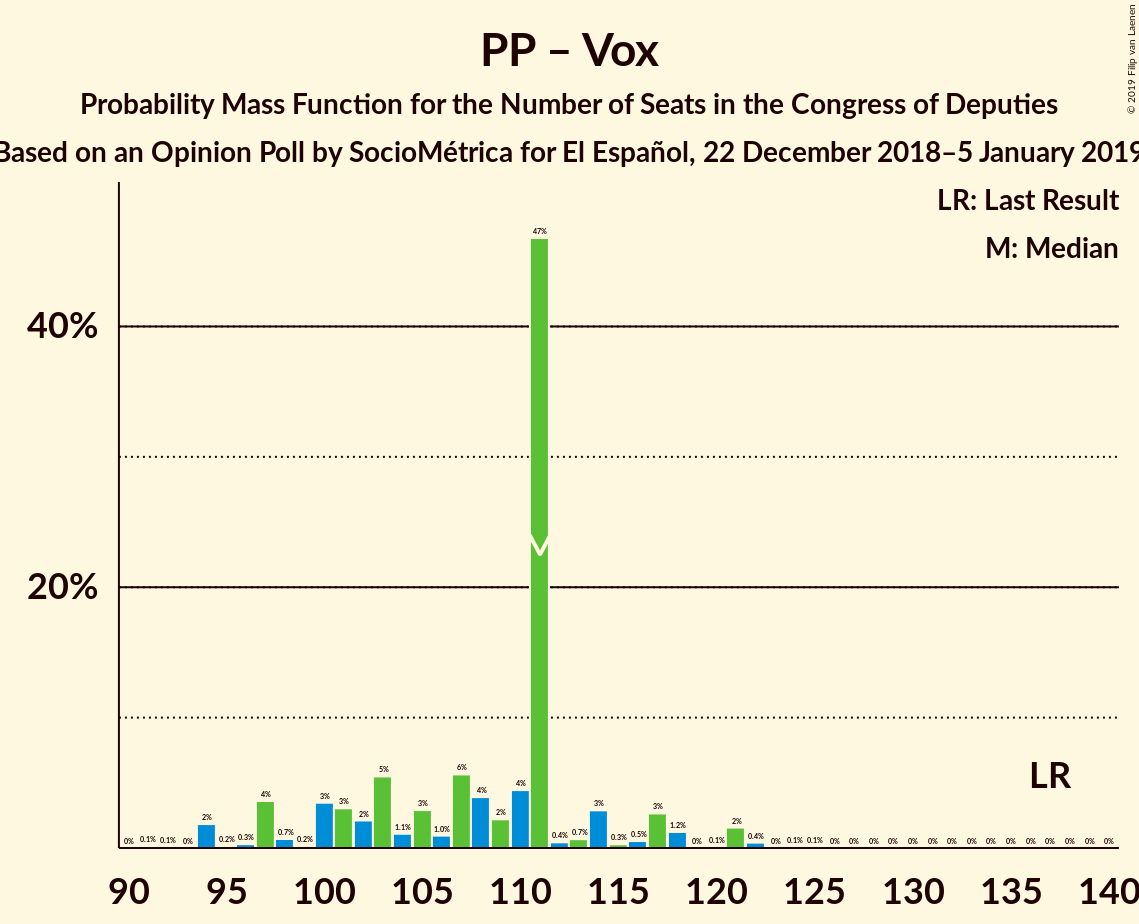 PP – Vox
Probability Mass Function for the Number of Seats in the Congress of Deputies
Based on an Opinion Poll by SocioMétrica for El Español, 22 December 2018–5 January 2019
© 2019 Filip van Laenen
LR: Last Result
M: Median
40%
20%
0% 0.1% 0.1% 0% 2% 0.2% 0.3% 4% 0.7% 0.2% 3% 3% 2% 5% 1.1% 3% 1.0% 6% 4% 2% 4% 47% 0.4% 0.7% 3% 0.3% 0.5% 3% 1.2% 0% 0.1% 2% 0.4% 0% 0.1% 0.1% 0% 0% 0% 0% 0% 0% 0% 0% 0% 0% 0% 0% 0% 0% 0%
LR
90 95 100 105 110 115 120 125 130 135 140